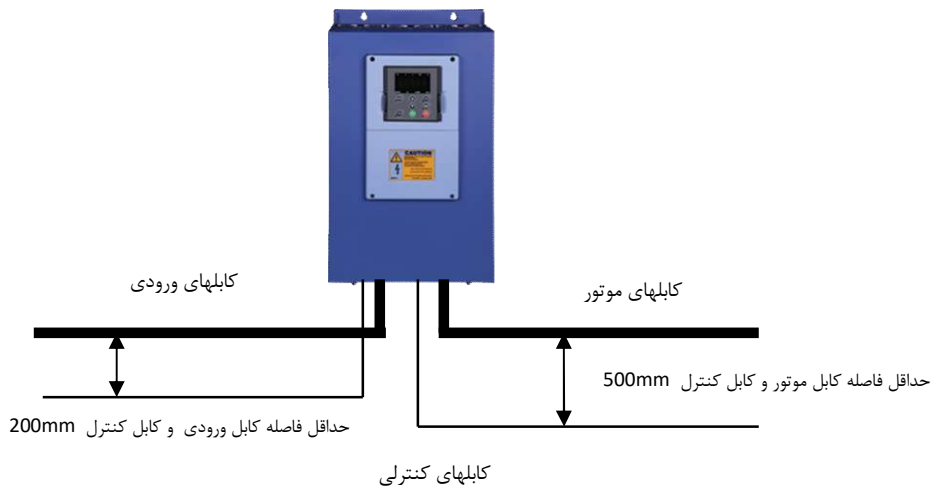 CAUTION
کابلهای ورودی
کابلهای موتور
حداقل فاصله کابل موتور و کابل کنترل 500mm
حداقل فاصله کابل ورودی و کابل کنترل 200mm
کابلهای کنترلی